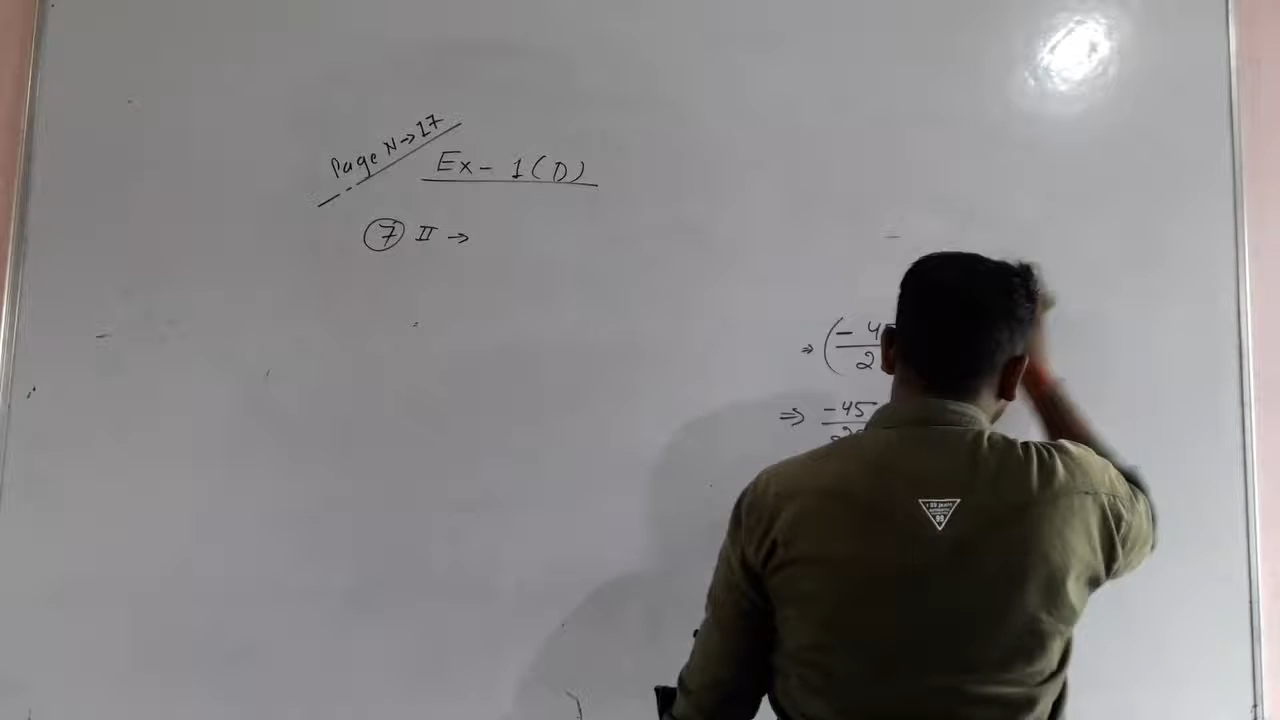 Page N→17
Ex - 1(D)
7 II →
⇒ (-4
2
⇒ -45